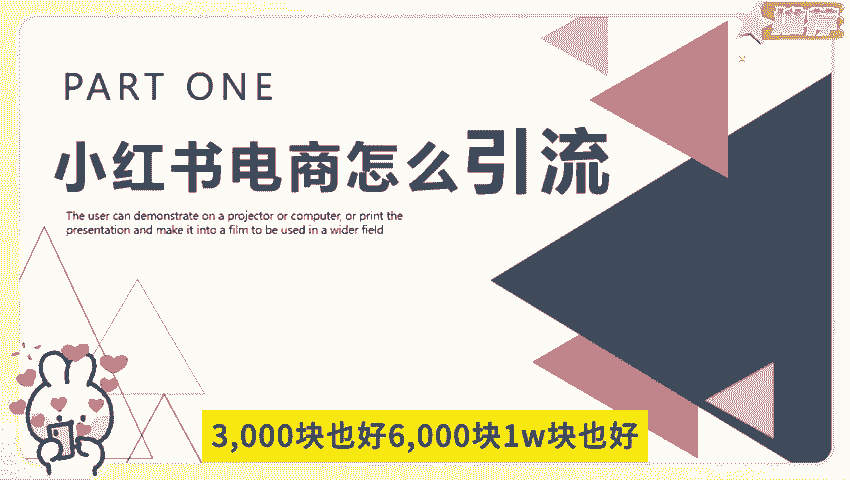 PART ONE
小红书电商怎么引流
The user can demonstrate on a projector or computer, or print the
presentation and make it into a film to be used in a wider field
3,000块也好6,000块1w块也好